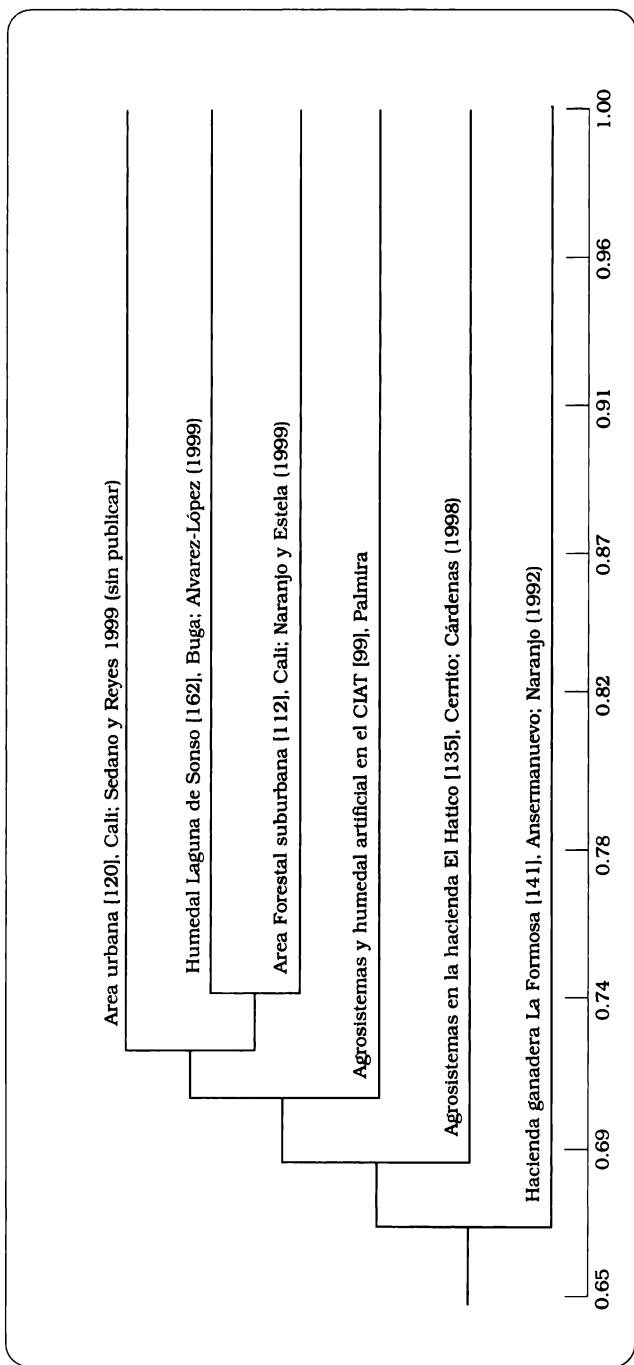 Area urbana [120], Cali; Sedano y Reyes 1999 (sin publicar)
Humedal Laguna de Sonso [162], Buga; Alvarez-López (1999)
Area Forestal suburbana [112], Cali; Naranjo y Estela (1999)
Agrosistemas y humedal artificial en el CIAT [99], Palmira
Agrosistemas en la hacienda El Hatico [135], Cerrito; Cárdenas (1998)
Hacienda ganadera La Formosa [141], Ansermanuevo; Naranjo (1992)
0.65 0.69 0.74 0.78 0.82 0.87 0.91 0.96 1.00